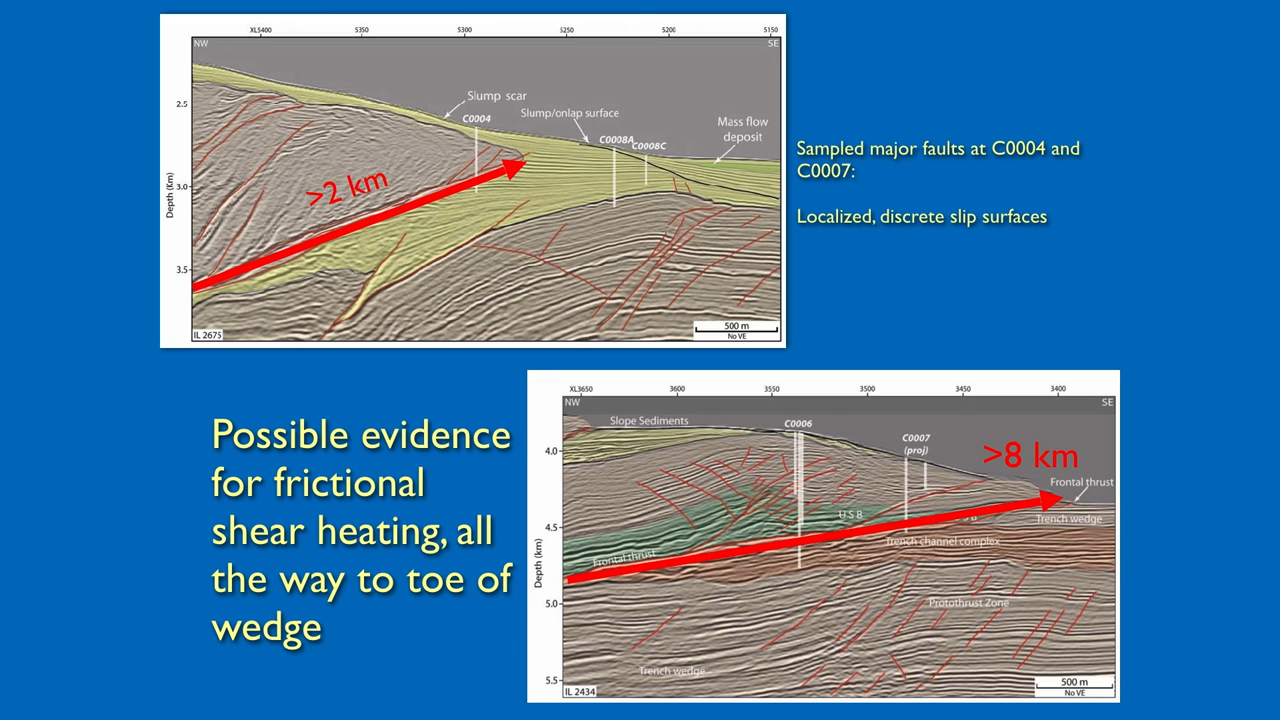 XL5400 5350 5300 5250 5200 5150
NW SE
2.5
3.0
3.5
Depth (Km)
Slump scar
C0004
Slump/onlap surface
C0008A
C0008C
Mass flow
deposit
>2 km
IL 2675
500 m
No VE
Sampled major faults at C0004 and
C0007:
Localized, discrete slip surfaces
Possible evidence
for frictional
shear heating, all
the way to toe of
wedge
XL3650 3600 3550 3500 3450 3400
NW SE
4.0
4.5
5.0
5.5
Depth (km)
Slope Sediments
C0006
C0007
(proj)
>8 km
Frontal thrust
USB
Trench wedge
Trench channel complex
Frontal thrust
Protothrust Zone
Trench wedge
IL 2434
500 m
No VE